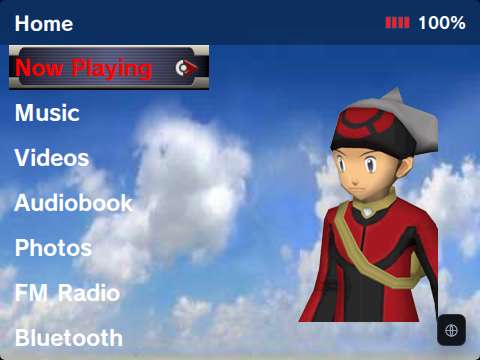 Home
100%
Now Playing
Music
Videos
Audiobook
Photos
FM Radio
Bluetooth